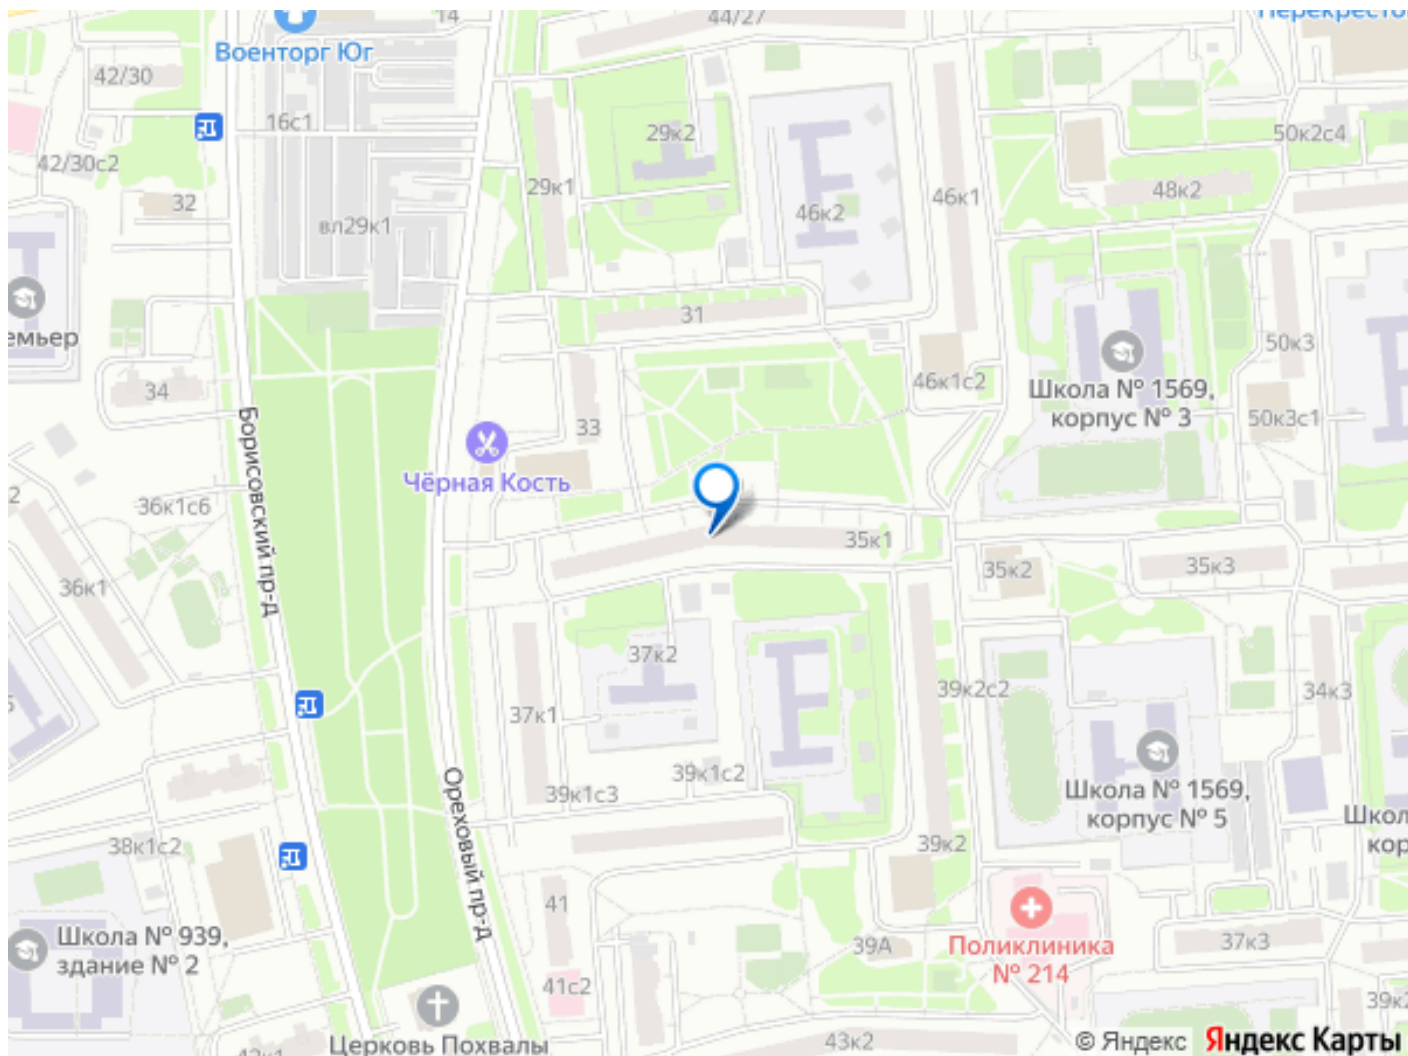 14
44/27
Военторг Юг
42/30
16с1
29к2
50к2с4
42/30с2
29к1
46к1
48к2
32
46к2
вл29к1
31
емьер
50к3
34
46к1с2
Школа № 1569,
корпус № 3
33
50к3с1
Борисовский пр-д
Чёрная Кость
2
36к1с6
35к1
35к2
35к3
36к1
37к2
39к2с2
34к3
37к1
39к1с2
39к1с3
Ореховый пр-д
Школа № 1569,
корпус № 5
Школ
кор
38к1с2
39к2
41
Школа № 939,
здание № 2
39А
Поликлиника
№ 214
37к3
41с2
39к2
Церковь Похвалы
43к2
© Яндекс Яндекс Карты